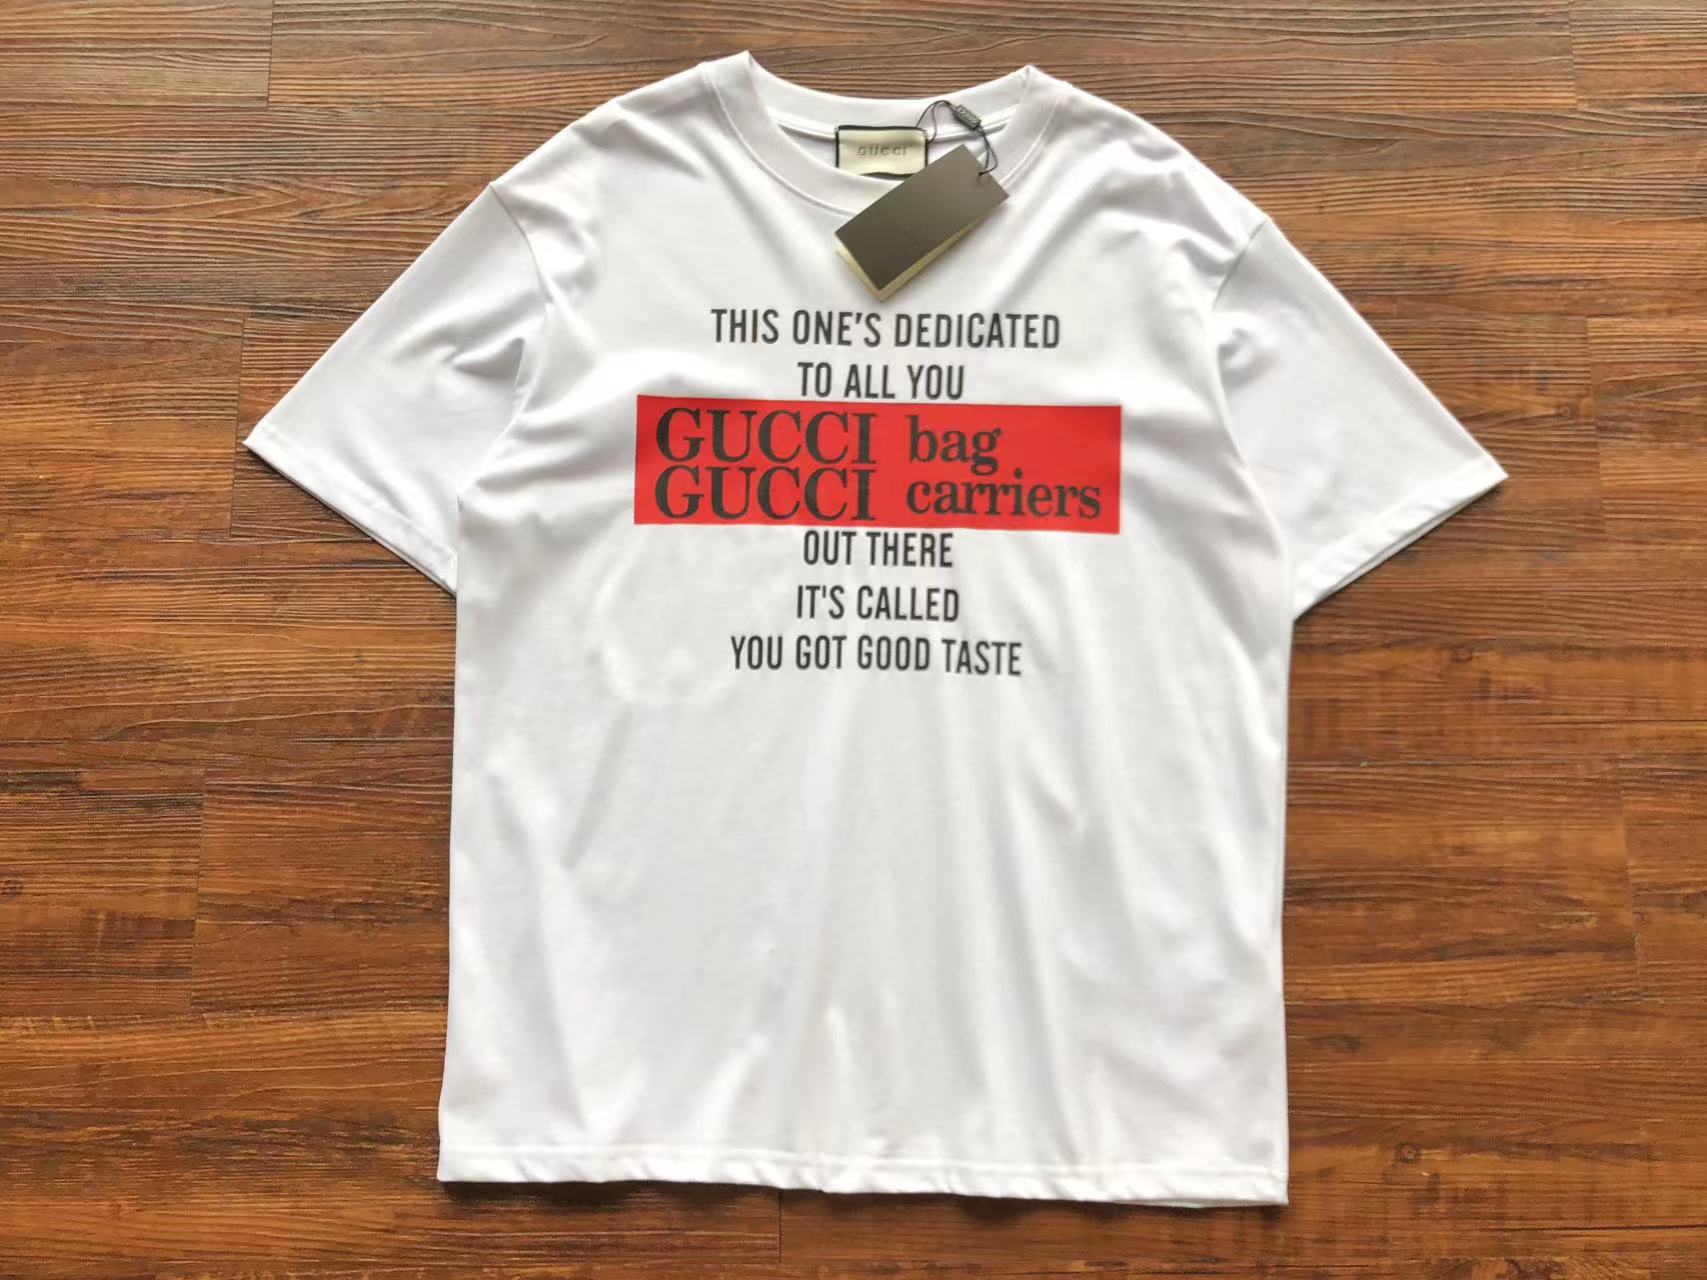 GUCCI
THIS ONE'S DEDICATED
TO ALL YOU
GUCCI bag
GUCCI carriers
OUT THERE
IT'S CALLED
YOU GOT GOOD TASTE